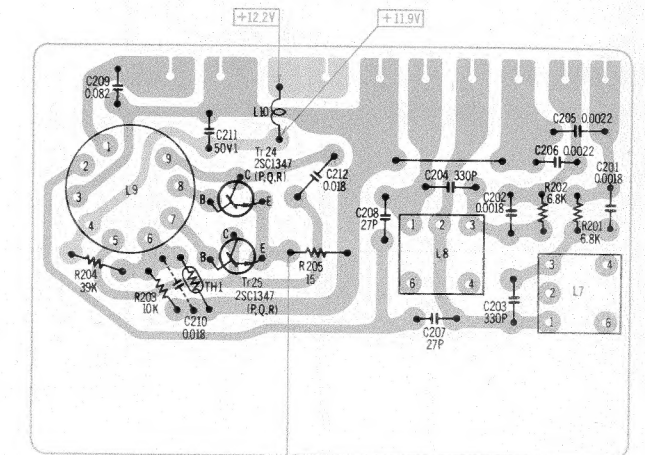 +12.2V
+11.9V
C209
0.082
L10
C211
50V1
Tr 24
2SC1347
(P,Q,R)
C205 0.0022
C206 0.0022
C212
0.018
C204 330P
C201
0.0018
R202
6.8K
C202
0.0018
R201
6.8K
C208
27P
1
2
3
4
5
6
7
8
9
L9
B
C
E
B
C
E
1
2
3
L8
6
4
3
4
2
L7
1
6
R204
39K
R203
10K
TH1
C210
0.018
Tr25
2SC1347
(P,Q,R)
R205
15
C203
330P
C207
27P